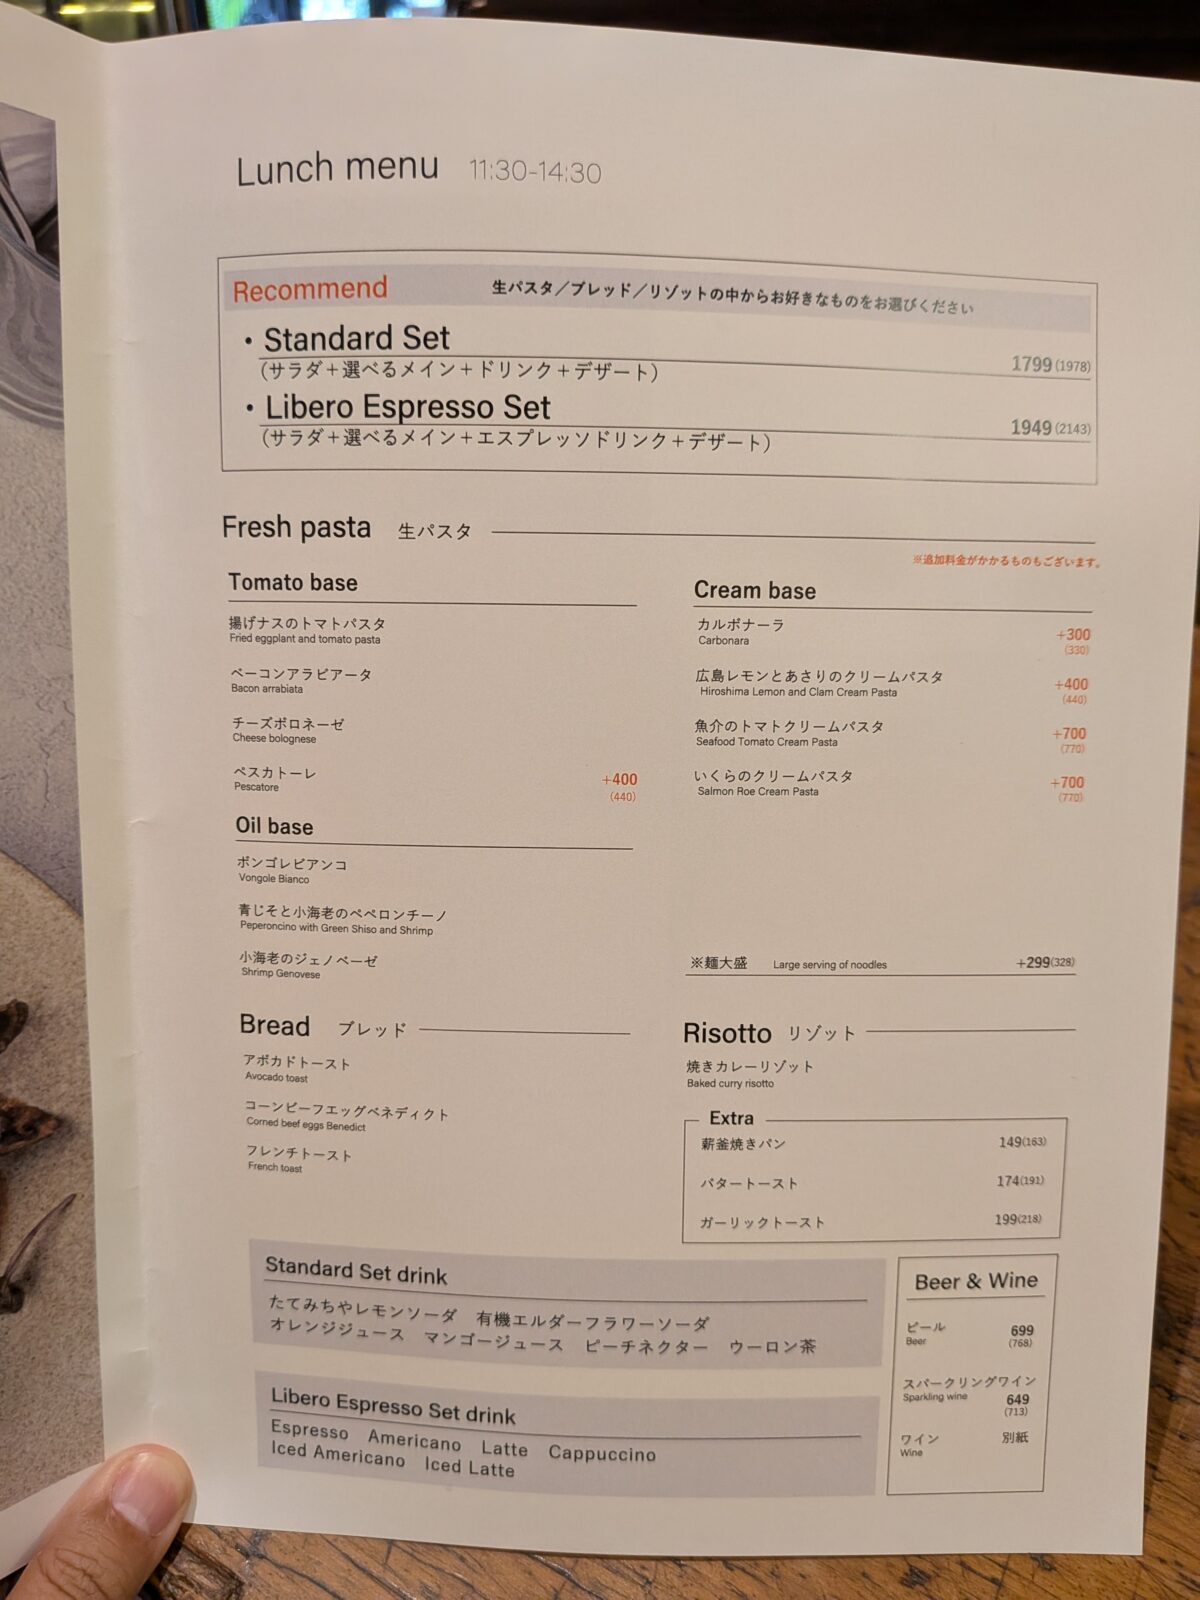 Lunch menu 11:30-14:30
Recommend 生パスタ／ブレッド／リゾットの中からお好きなものをお選びください
・Standard Set
（サラダ＋選べるメイン＋ドリンク＋デザート） 1799(1978)
・Libero Espresso Set
（サラダ＋選べるメイン＋エスプレッソドリンク＋デザート） 1949(2143)
Fresh pasta 生パスタ
※追加料金がかかるものもございます。
Tomato base
揚げナスのトマトパスタ
Fried eggplant and tomato pasta
ベーコンアラビアータ
Bacon arrabiata
チーズボロネーゼ
Cheese bolognese
ペスカトーレ +400
Pescatore (440)
Oil base
ボンゴレビアンコ
Vongole Bianco
青じそと小海老のペペロンチーノ
Peperoncino with Green Shiso and Shrimp
小海老のジェノベーゼ
Shrimp Genovese
Cream base
カルボナーラ +300
Carbonara (330)
広島レモンとあさりのクリームパスタ +400
Hiroshima Lemon and Clam Cream Pasta (440)
魚介のトマトクリームパスタ +700
Seafood Tomato Cream Pasta (770)
いくらのクリームパスタ +700
Salmon Roe Cream Pasta (770)
※麺大盛 Large serving of noodles +299(328)
Bread ブレッド
アボカドトースト
Avocado toast
コーンビーフエッグベネディクト
Corned beef eggs Benedict
フレンチトースト
French toast
Risotto リゾット
焼きカレーリゾット
Baked curry risotto
Extra
薪釜焼きパン 149(163)
バタートースト 174(191)
ガーリックトースト 199(218)
Standard Set drink
たてみちやレモンソーダ 有機エルダーフラワーソーダ
オレンジジュース マンゴージュース ピーチネクター ウーロン茶
Libero Espresso Set drink
Espresso Americano Latte Cappuccino
Iced Americano Iced Latte
Beer & Wine
ビール 699
Beer (768)
スパークリングワイン
Sparkling wine 649
(713)
ワイン 別紙
Wine